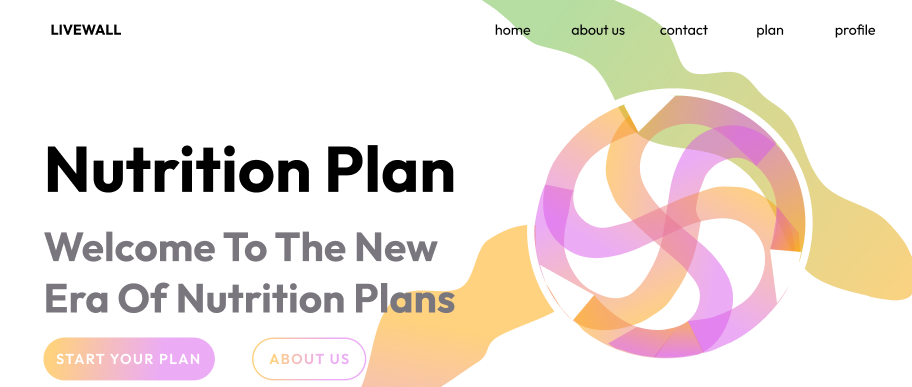 LIVEWALL
home about us contact plan profile
Nutrition Plan
Welcome To The New
Era Of Nutrition Plans
START YOUR PLAN ABOUT US